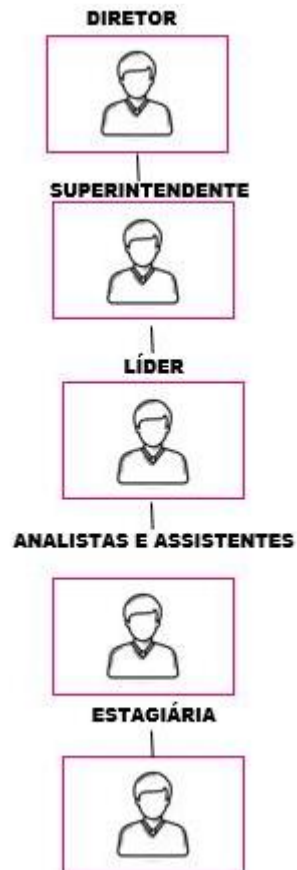 DIRETOR
SUPERINTENDENTE
LÍDER
ANALISTAS E ASSISTENTES
ESTAGIÁRIA